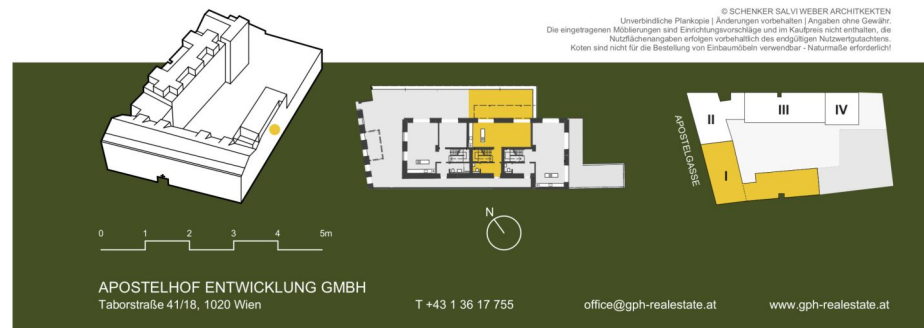 © SCHENKER SALVI WEBER ARCHITKEKTEN
Unverbindliche Plankopie | Änderungen vorbehalten | Angaben ohne Gewähr.
Die eingetragenen Möblierungen sind Einrichtungsvorschläge und im Kaufpreis nicht enthalten, die
Nutzflächenangaben erfolgen vorbehaltlich des endgültigen Nutzwertgutachtens.
Koten sind nicht für die Bestellung von Einbaumöbeln verwendbar - Naturmaße erforderlich!
II
III
IV
APOSTELGASSE
I
N
0 1 2 3 4 5m
APOSTELHOF ENTWICKLUNG GMBH
Taborstraße 41/18, 1020 Wien
T +43 1 36 17 755
office@gph-realestate.at
www.gph-realestate.at